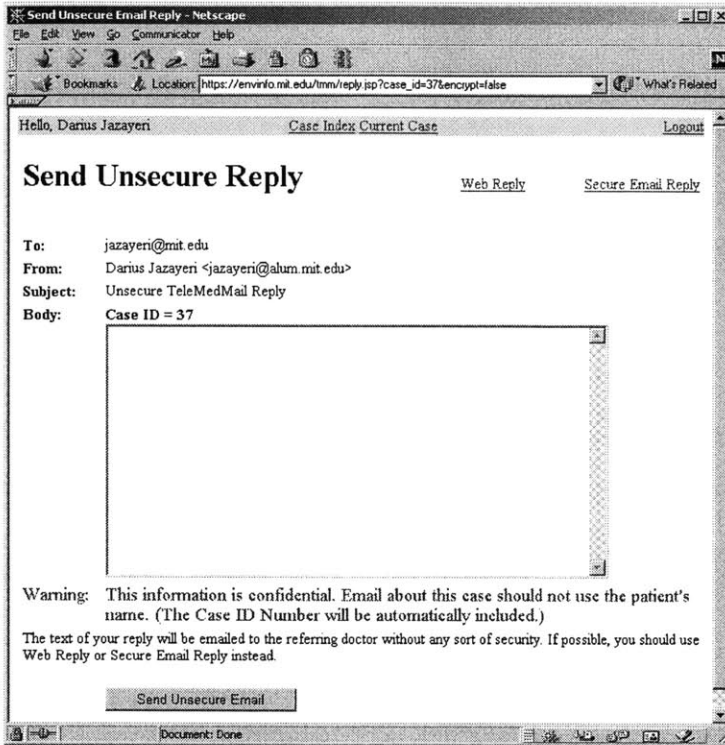 Send Unsecure Email Reply - Netscape
File Edit View Go Communicator Help
Bookmarks Location: https://envinfo.mit.edu/tmm/reply.jsp?case_id=37&encrypt=false What's Related
Hello, Darius Jazayeri Case Index Current Case Logout
Send Unsecure Reply Web Reply Secure Email Reply
To: jazayeri@mit.edu
From: Darius Jazayeri <jazayeri@alum.mit.edu>
Subject: Unsecure TeleMedMail Reply
Body: Case ID = 37
Warning: This information is confidential. Email about this case should not use the patient's
name. (The Case ID Number will be automatically included.)
The text of your reply will be emailed to the referring doctor without any sort of security. If possible, you should use
Web Reply or Secure Email Reply instead.
Send Unsecure Email
Document: Done